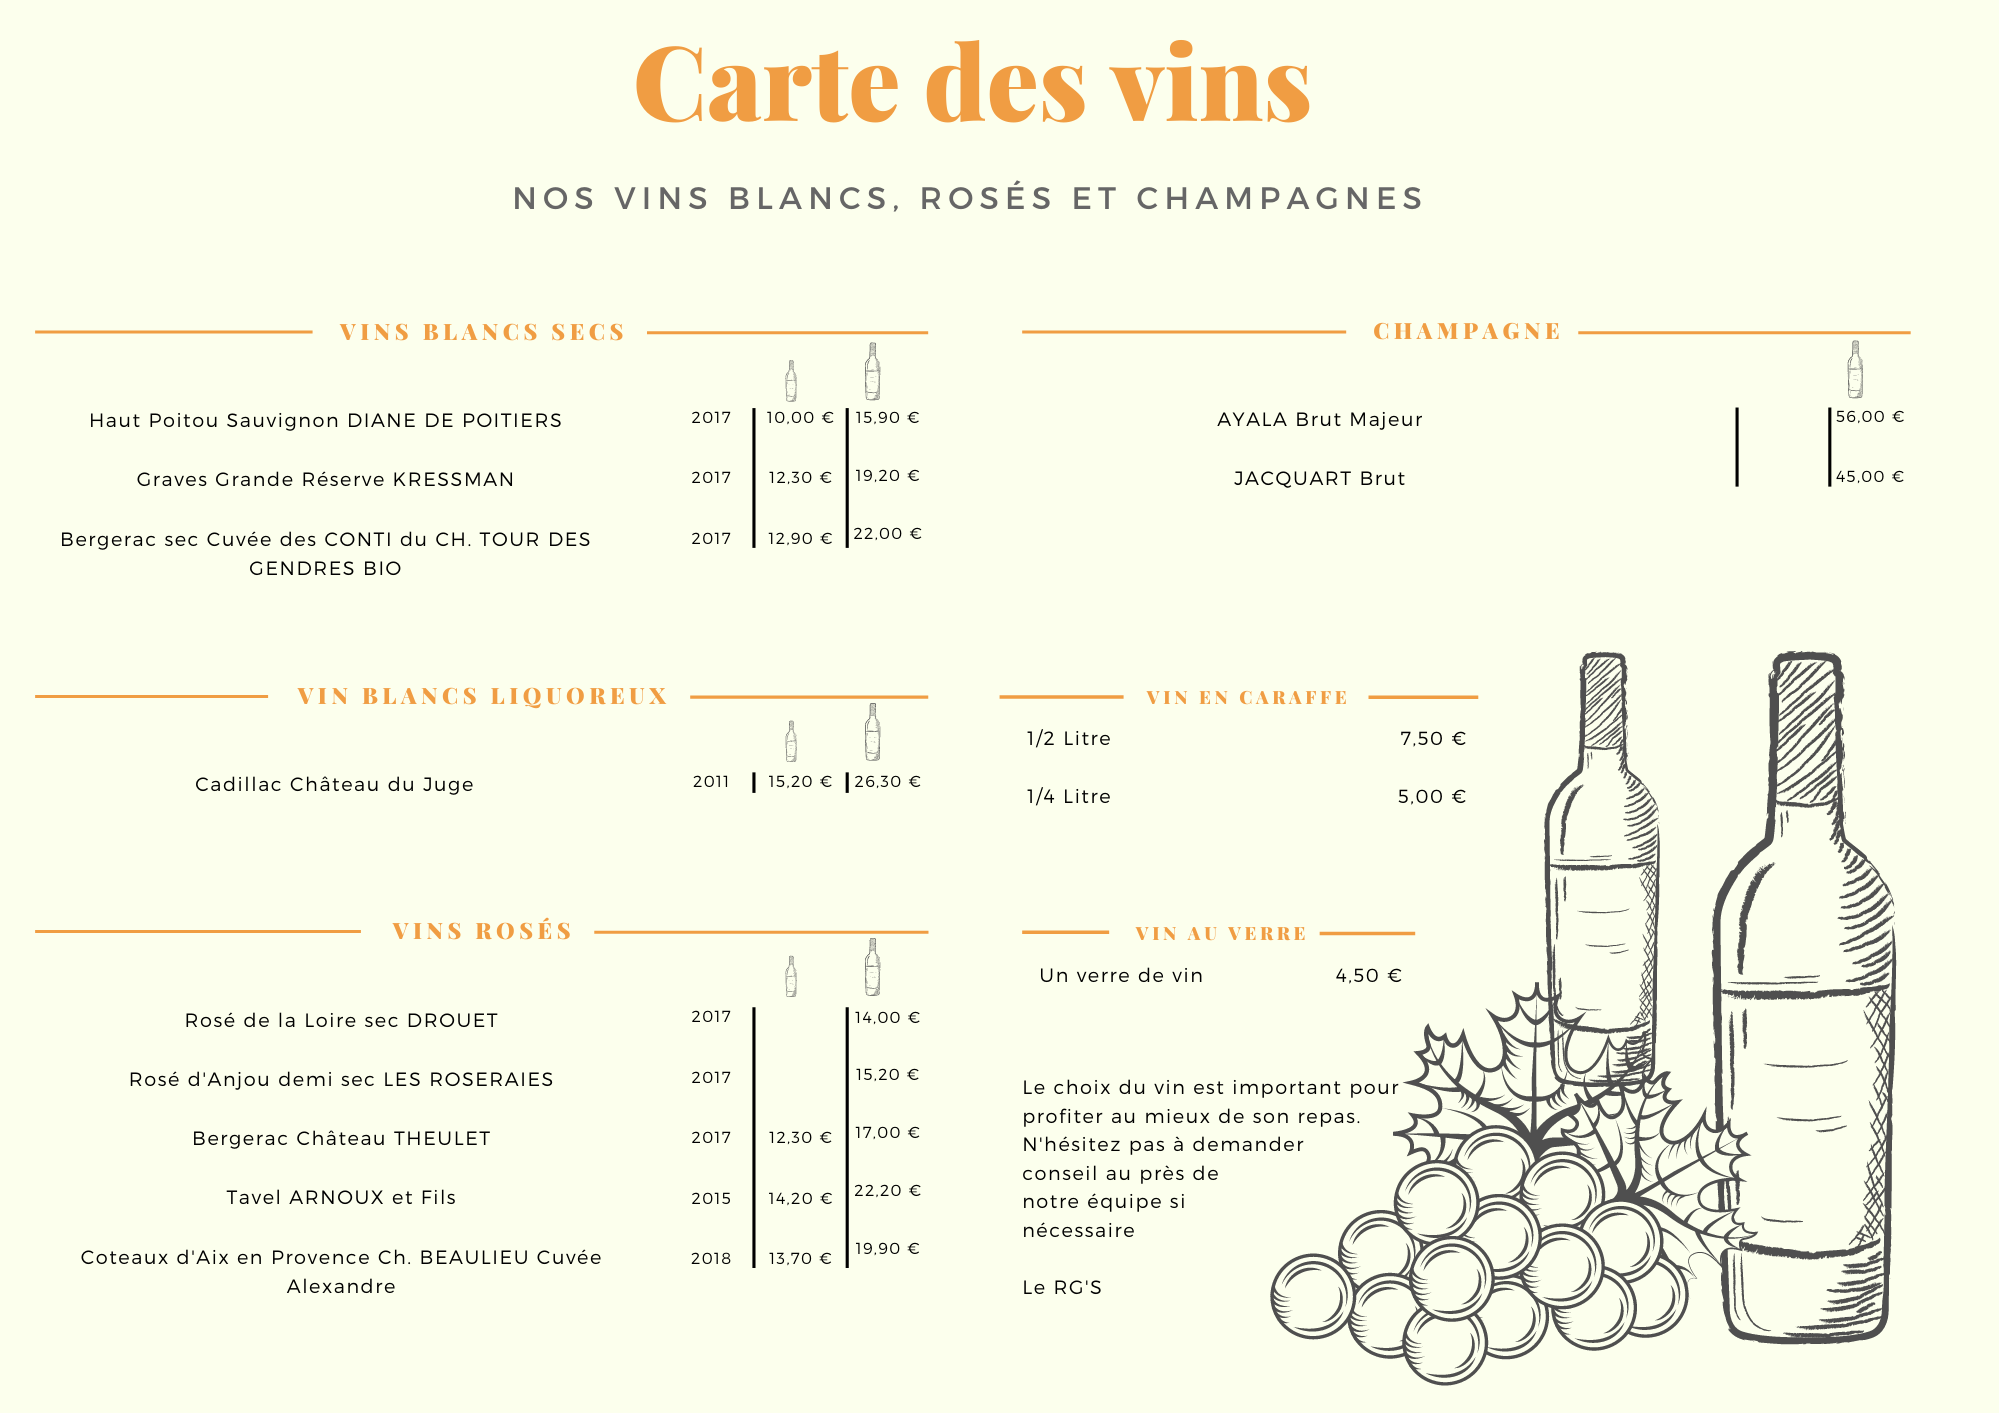 Carte des vins
NOS VINS BLANCS, ROSÉS ET CHAMPAGNES
VINS BLANCS SECS
Haut Poitou Sauvignon DIANE DE POITIERS 2017 10,00 € 15,90 €
Graves Grande Réserve KRESSMAN 2017 12,30 € 19,20 €
Bergerac sec Cuvée des CONTI du CH. TOUR DES 2017 12,90 € 22,00 €
GENDRES BIO
VIN BLANCS LIQUOREUX
Cadillac Château du Juge 2011 15,20 € 26,30 €
VINS ROSÉS
Rosé de la Loire sec DROUET 2017 14,00 €
Rosé d'Anjou demi sec LES ROSERAIES 2017 15,20 €
Bergerac Château THEULET 2017 12,30 € 17,00 €
Tavel ARNOUX et Fils 2015 14,20 € 22,20 €
Coteaux d'Aix en Provence Ch. BEAULIEU Cuvée 2018 13,70 € 19,90 €
Alexandre
CHAMPAGNE
AYALA Brut Majeur 56,00 €
JACQUART Brut 45,00 €
VIN EN CARAFFE
1/2 Litre 7,50 €
1/4 Litre 5,00 €
VIN AU VERRE
Un verre de vin 4,50 €
Le choix du vin est important pour
profiter au mieux de son repas.
N'hésitez pas à demander
conseil au près de
notre équipe si
nécessaire
Le RG'S